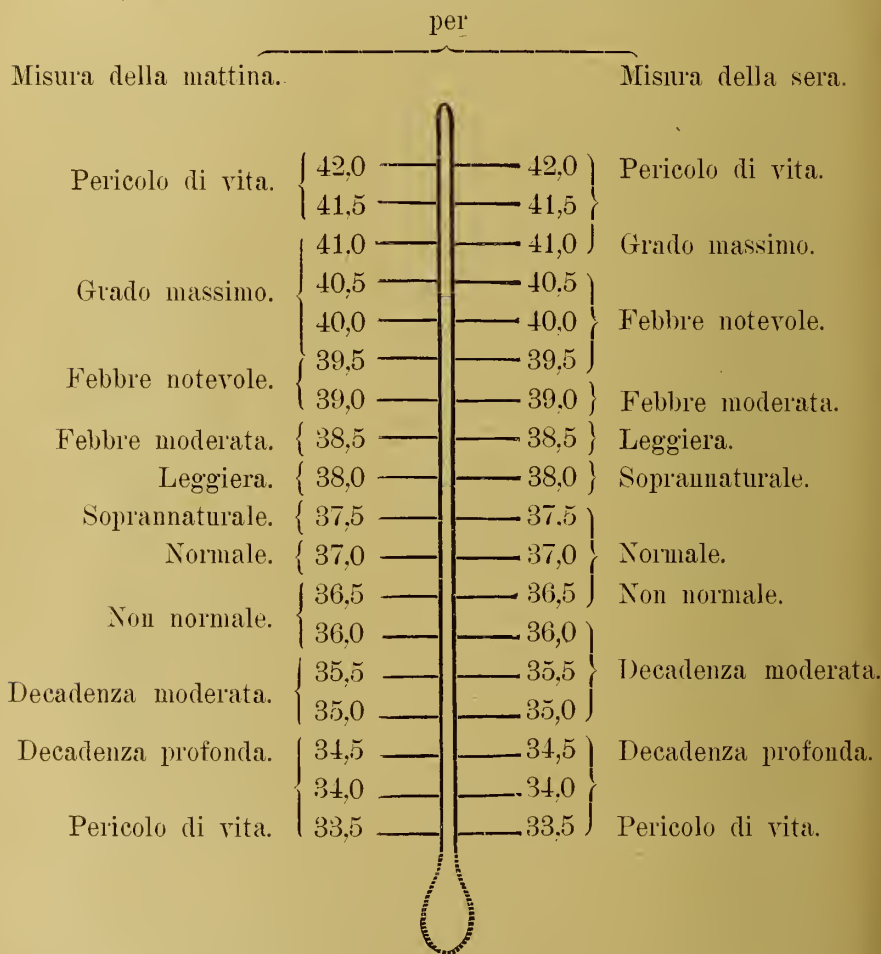 per
Misura della mattina. Misura della sera.
Pericolo di vita. 42,0 42,0 Pericolo di vita.
41,5 41,5
41,0 41,0 Grado massimo.
Grado massimo. 40,5 40,5
40,0 40,0 Febbre notevole.
39,5 39,5
Febbre notevole. 39,0 39,0 Febbre moderata.
Febbre moderata. 38,5 38,5 Leggiera.
Leggiera. 38,0 38,0 Soprannaturale.
Soprannaturale. 37,5 37,5
Normale. 37,0 37,0 Normale.
36,5 36,5 Non normale.
Non normale. 36,0 36,0
35,5 35,5 Decadenza moderata.
Decadenza moderata. 35,0 35,0
Decadenza profonda. 34,5 34,5 Decadenza profonda.
34,0 34,0
Pericolo di vita. 33,5 33,5 Pericolo di vita.